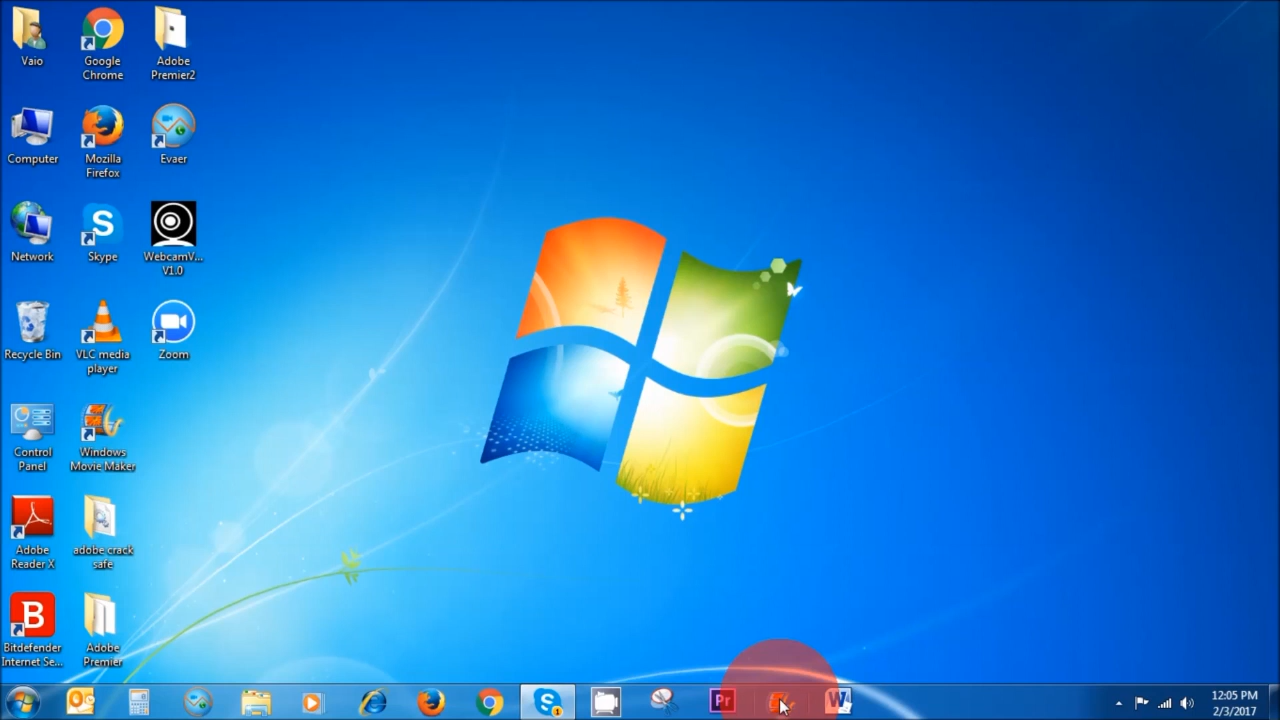 Vaio
Google
Chrome
Adobe
Premier2
Computer
Mozilla
Firefox
Evaer
Network
Skype
WebcamV...
V1.0
Recycle Bin
VLC media
player
Zoom
Control
Panel
Windows
Movie Maker
Adobe
Reader X
adobe crack
safe
Bitdefender
Internet Se...
Adobe
Premier
B
S
S
1
Pr
W
12:05 PM
2/3/2017